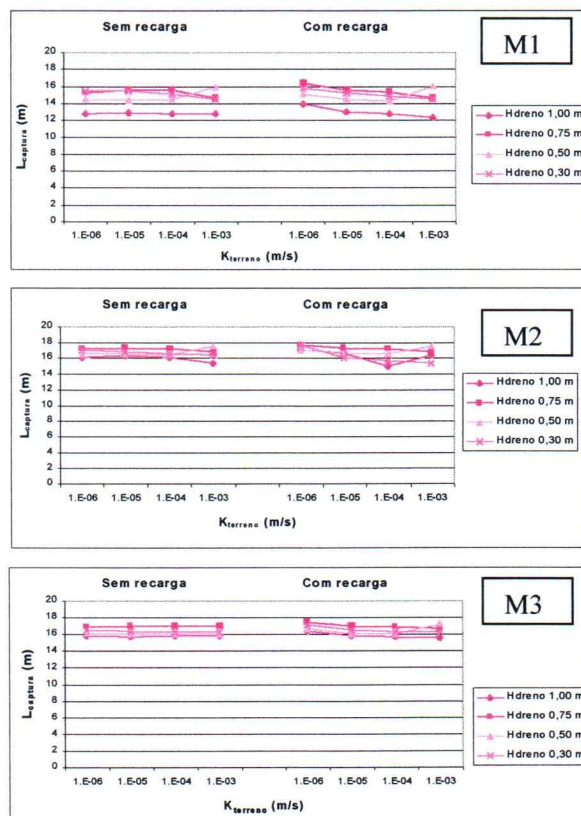 Sem recarga
Com recarga
M1
20
18
16
14
12
10
8
6
4
2
0
L captura (m)
1.E-06 1.E-05 1.E-04 1.E-03 1.E-06 1.E-05 1.E-04 1.E-03
K terreno (m/s)
Hdreno 1,00 m
Hdreno 0,75 m
Hdreno 0,50 m
Hdreno 0,30 m
Sem recarga
Com recarga
M2
20
18
16
14
12
10
8
6
4
2
0
L captura (m)
1.E-06 1.E-05 1.E-04 1.E-03 1.E-06 1.E-05 1.E-04 1.E-03
K terreno (m/s)
Hdreno 1,00 m
Hdreno 0,75 m
Hdreno 0,50 m
Hdreno 0,30 m
Sem recarga
Com recarga
M3
20
18
16
14
12
10
8
6
4
2
0
L captura (m)
1.E-06 1.E-05 1.E-04 1.E-03 1.E-06 1.E-05 1.E-04 1.E-03
K terreno (m/s)
Hdreno 1,00 m
Hdreno 0,75 m
Hdreno 0,50 m
Hdreno 0,30 m